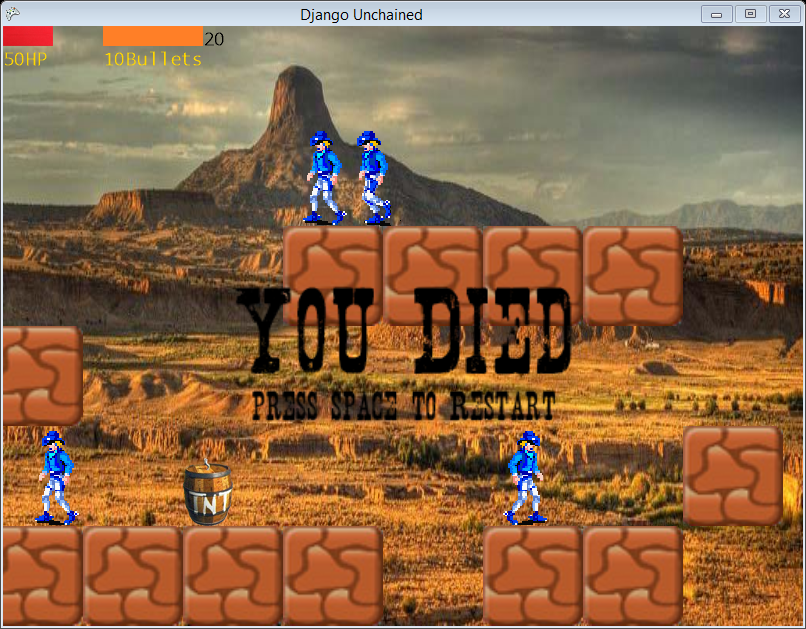 Django Unchained
20
50HP 10Bullets
YOU DIED
PRESS SPACE TO RESTART
TNT